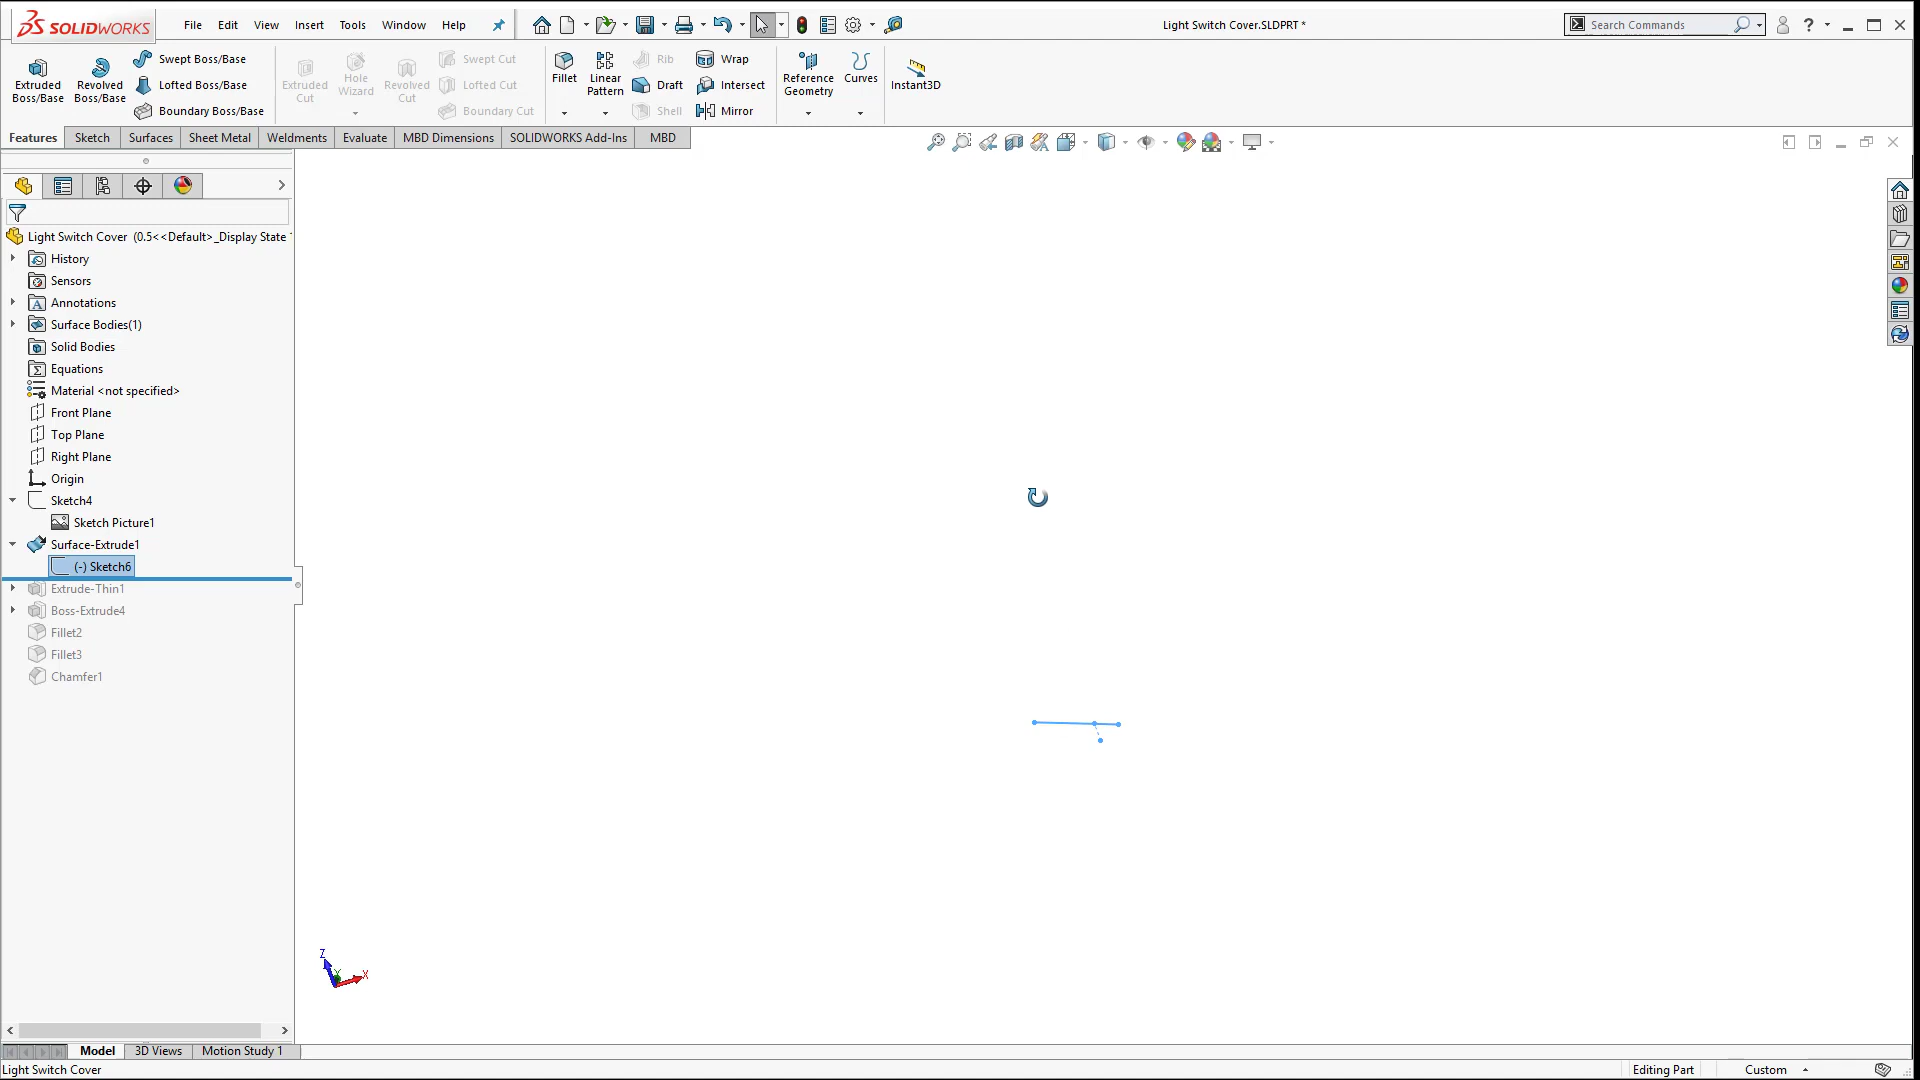 SOLIDWORKS
File Edit View Insert Tools Window Help
Light Switch Cover.SLDPRT *
Search Commands
?
Extruded Boss/Base
Revolved Boss/Base
Swept Boss/Base
Lofted Boss/Base
Boundary Boss/Base
Extruded Cut
Hole Wizard
Revolved Cut
Swept Cut
Lofted Cut
Boundary Cut
Fillet
Linear Pattern
Rib
Draft
Shell
Wrap
Intersect
Mirror
Reference Geometry
Curves
Instant3D
Features Sketch Surfaces Sheet Metal Weldments Evaluate MBD Dimensions SOLIDWORKS Add-Ins MBD
Light Switch Cover (0.5<<Default>_Display State
History
Sensors
Annotations
Surface Bodies(1)
Solid Bodies
Equations
Material <not specified>
Front Plane
Top Plane
Right Plane
Origin
Sketch4
Sketch Picture1
Surface-Extrude1
(-) Sketch6
Extrude-Thin1
Boss-Extrude4
Fillet2
Fillet3
Chamfer1
Z
Y
X
Model 3D Views Motion Study 1
Light Switch Cover
Editing Part
Custom